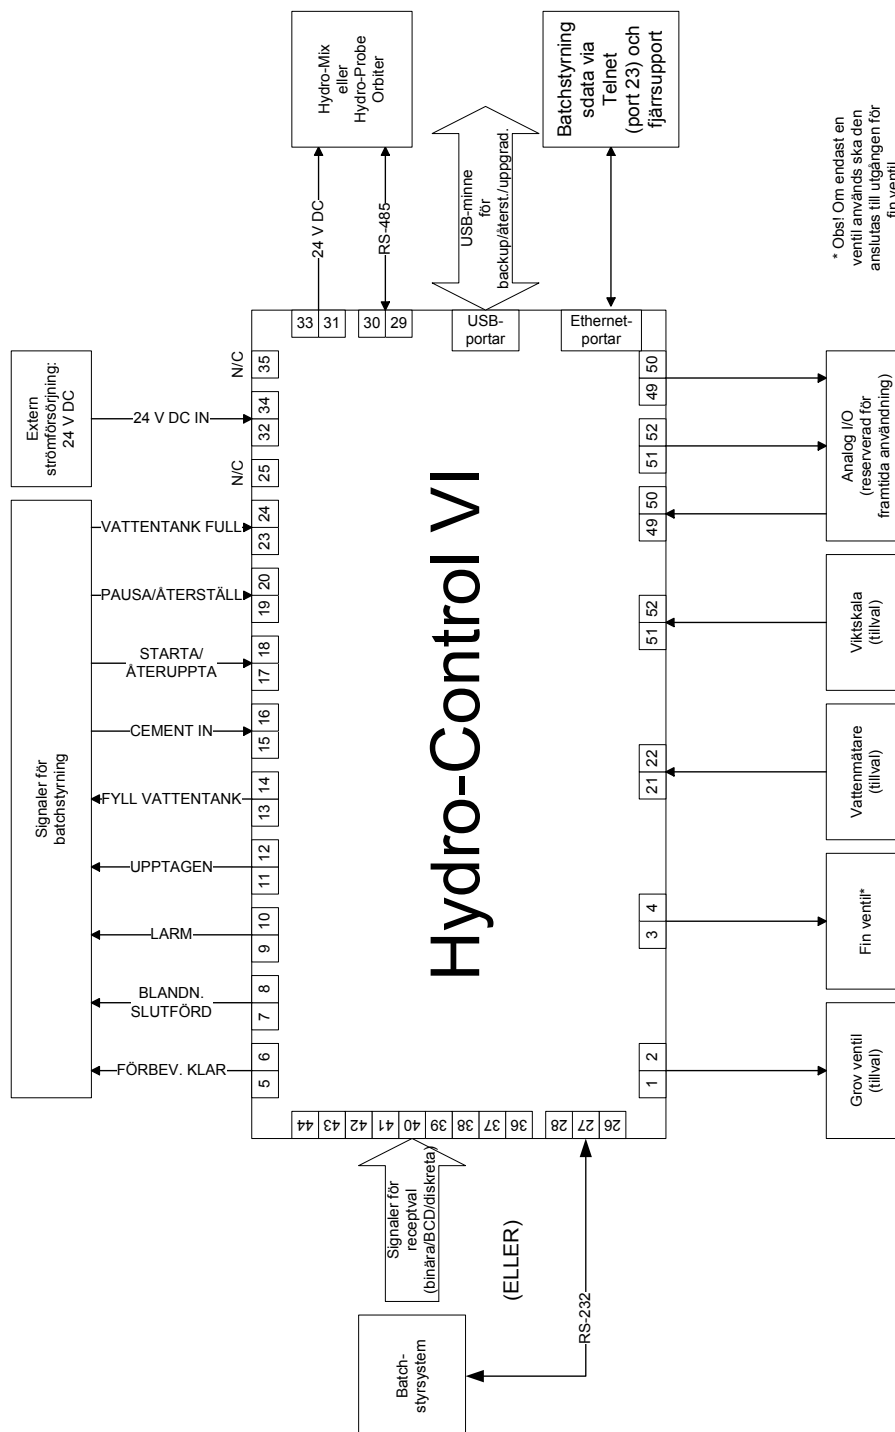 Extern
strömförsörjning:
24 V DC
Signaler för
batchstyrning
Hydro-Mix
eller
Hydro-Probe
Orbiter
Batchstyrning
sdata via
Telnet
(port 23) och
fjärrsupport
24 V DC
RS-485
USB-minne
för
backup/återst./uppgrad.
* Obs! Om endast en
ventil används ska den
anslutas till utgången för
fin ventil
FÖRBEV. KLAR
BLANDN.
SLUTFÖRD
LARM
UPPTAGEN
FYLL VATTENTANK
CEMENT IN
STARTA/
ÅTERUPPTA
PAUSA/ÅTERSTÄLL
VATTENTANK FULL
N/C
24 V DC IN
N/C
5 6
7 8
9 10
11 12
13 14
15 16
17 18
19 20
23 24
25
32 34
35
33 31
30 29
USB-
portar
Ethernet-
portar
Hydro-Control VI
44
43
42
41
40
39
38
37
36
28
27
26
Signaler för
receptval
(binära/BCD/diskreta)
(ELLER)
RS-232
Batch-
styrsystem
1 2
3 4
21 22
51 52
49 50
51 52
49 50
Grov ventil
(tillval)
Fin ventil*
Vattenmätare
(tillval)
Viktskala
(tillval)
Analog I/O
(reserverad för
framtida användning)